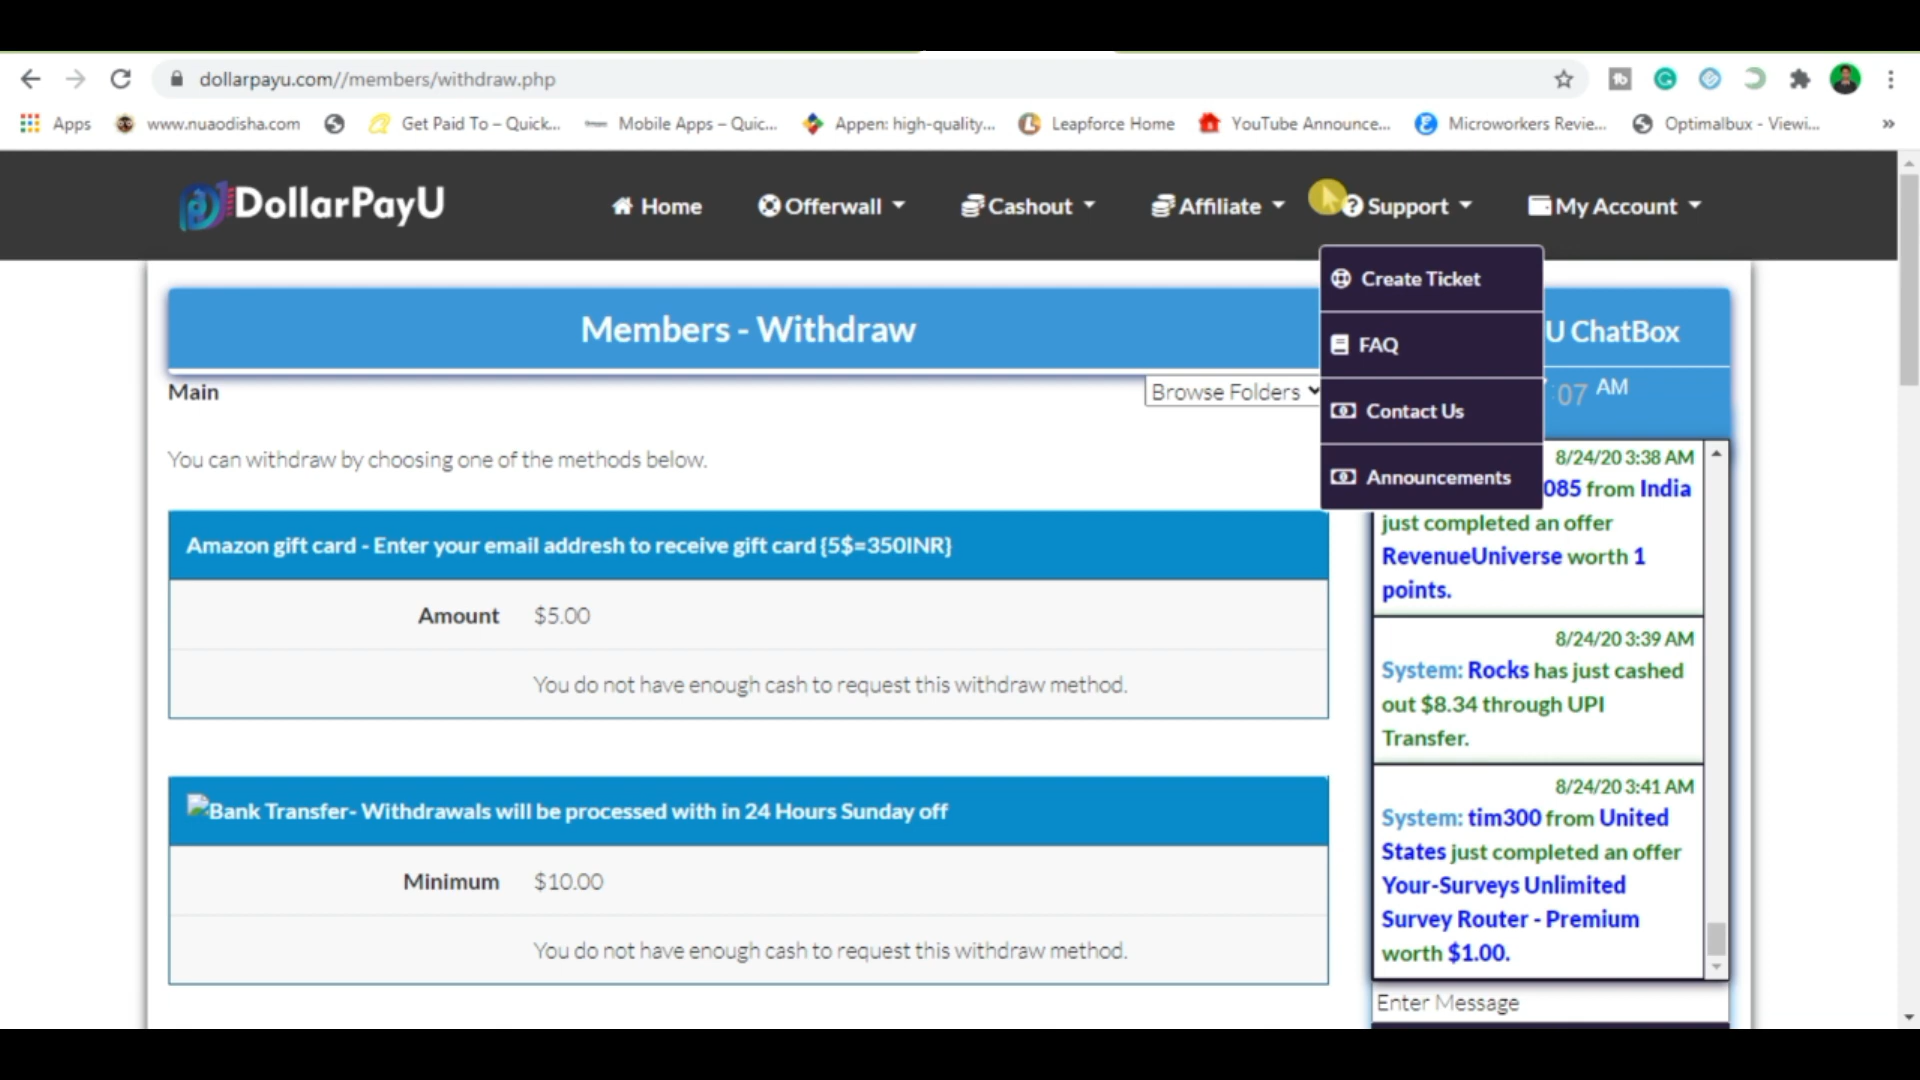 dollarpayu.com//members/withdraw.php
Apps www.nuaodisha.com Get Paid To – Quick... Mobile Apps – Quic... Appen: high-quality... Leapforce Home YouTube Announce... Microworkers Revie... Optimalbux - Viewi... »
DollarPayU Home Offerwall Cashout Affiliate Support My Account
Create Ticket
FAQ
Contact Us
Announcements
Members - Withdraw
Main Browse Folders
You can withdraw by choosing one of the methods below.
Amazon gift card - Enter your email addresh to receive gift card {5$=350INR}
Amount $5.00
You do not have enough cash to request this withdraw method.
Bank Transfer- Withdrawals will be processed with in 24 Hours Sunday off
Minimum $10.00
You do not have enough cash to request this withdraw method.
U ChatBox
07 AM
8/24/20 3:38 AM
085 from India
just completed an offer
RevenueUniverse worth 1
points.
8/24/20 3:39 AM
System: Rocks has just cashed
out $8.34 through UPI
Transfer.
8/24/20 3:41 AM
System: tim300 from United
States just completed an offer
Your-Surveys Unlimited
Survey Router - Premium
worth $1.00.
Enter Message